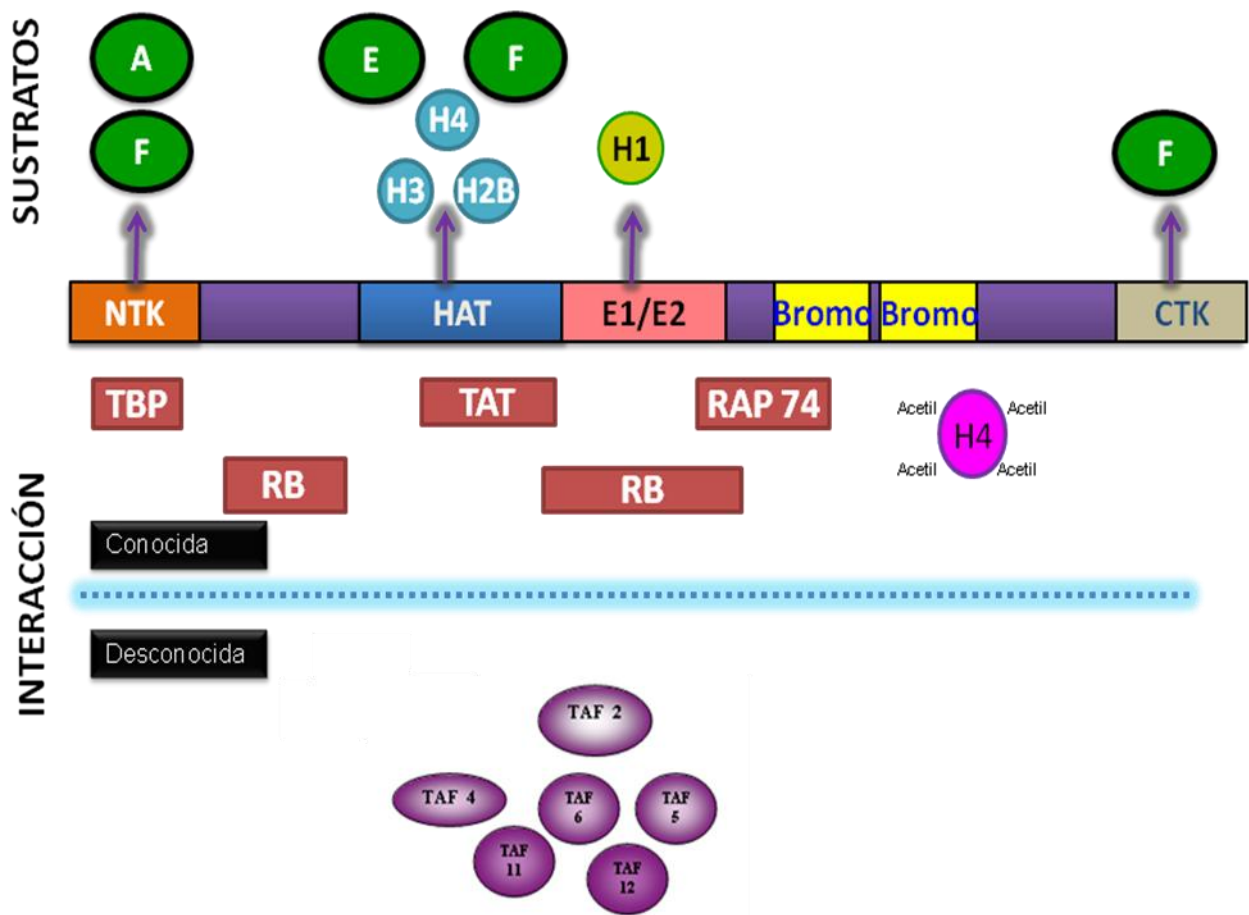 SUSTRATOS
A
E
F
F
H4
H1
F
H3
H2B
NTK
HAT
E1/E2
Bromo
Bromo
CTK
TBP
TAT
RAP 74
Acetil
Acetil
H4
Acetil
Acetil
RB
RB
INTERACCIÓN
Conocida
Desconocida
TAF 2
TAF 4
TAF
6
TAF
5
TAF
11
TAF
12